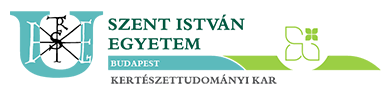 SZENT ISTVÁN
EGYETEM
BUDAPEST
KERTÉSZETTUDOMÁNYI KAR